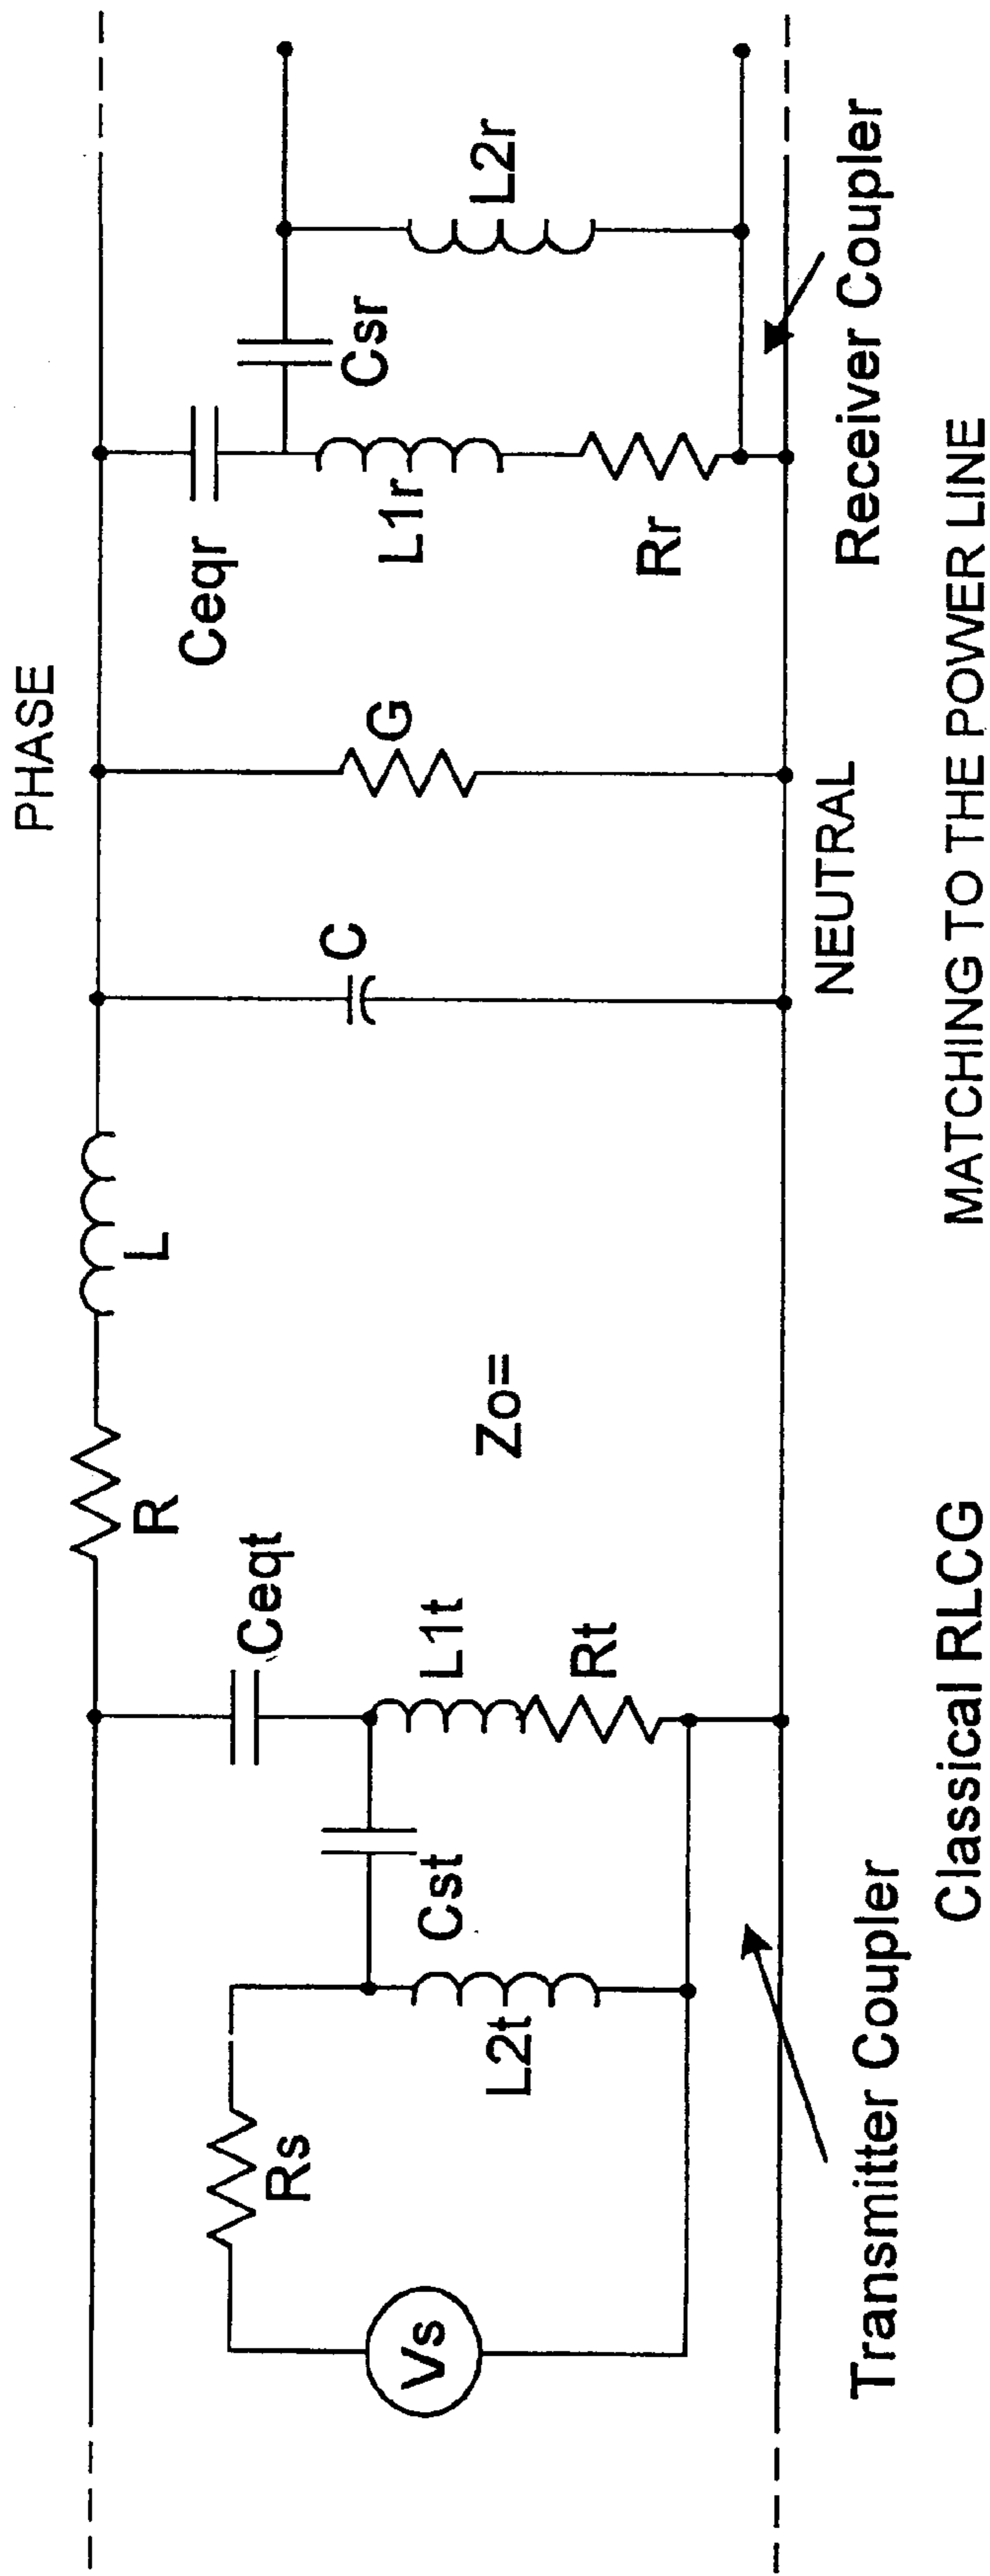 PHASE
Ceqt
R
L
C
G
Ceqr
Rs
Cst
L1t
Zo=
L1r
Csr
Vs
L2t
Rt
Rr
L2r
NEUTRAL
Transmitter Coupler
Receiver Coupler
Classical RLCG
MATCHING TO THE POWER LINE